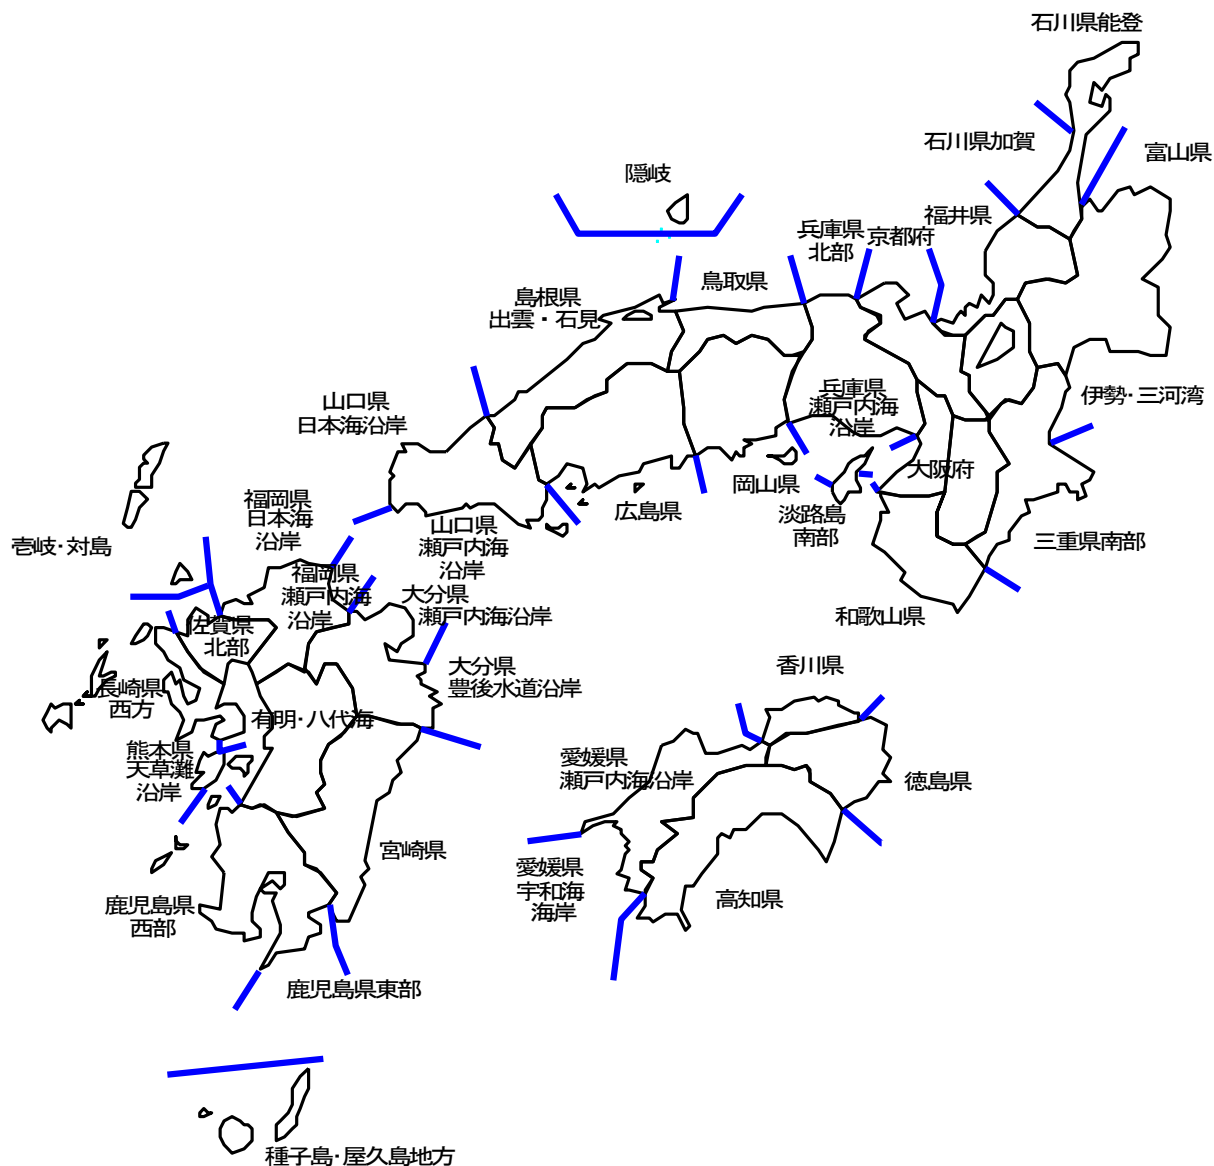 石川県能登
石川県加賀
富山県
隠岐
福井県
兵庫県
北部
京都府
鳥取県
島根県
出雲・石見
兵庫県
瀬戸内海
沿岸
伊勢・三河湾
山口県
日本海沿岸
大阪府
岡山県
広島県
淡路島
南部
三重県南部
福岡県
日本海
沿岸
山口県
瀬戸内海
沿岸
壱岐・対島
福岡県
瀬戸内海
沿岸
大分県
瀬戸内海沿岸
和歌山県
佐賀県
北部
大分県
豊後水道沿岸
香川県
長崎県
西方
有明・八代海
熊本県
天草灘
沿岸
愛媛県
瀬戸内海沿岸
徳島県
宮崎県
愛媛県
宇和海
海岸
高知県
鹿児島県
西部
鹿児島県東部
種子島・屋久島地方